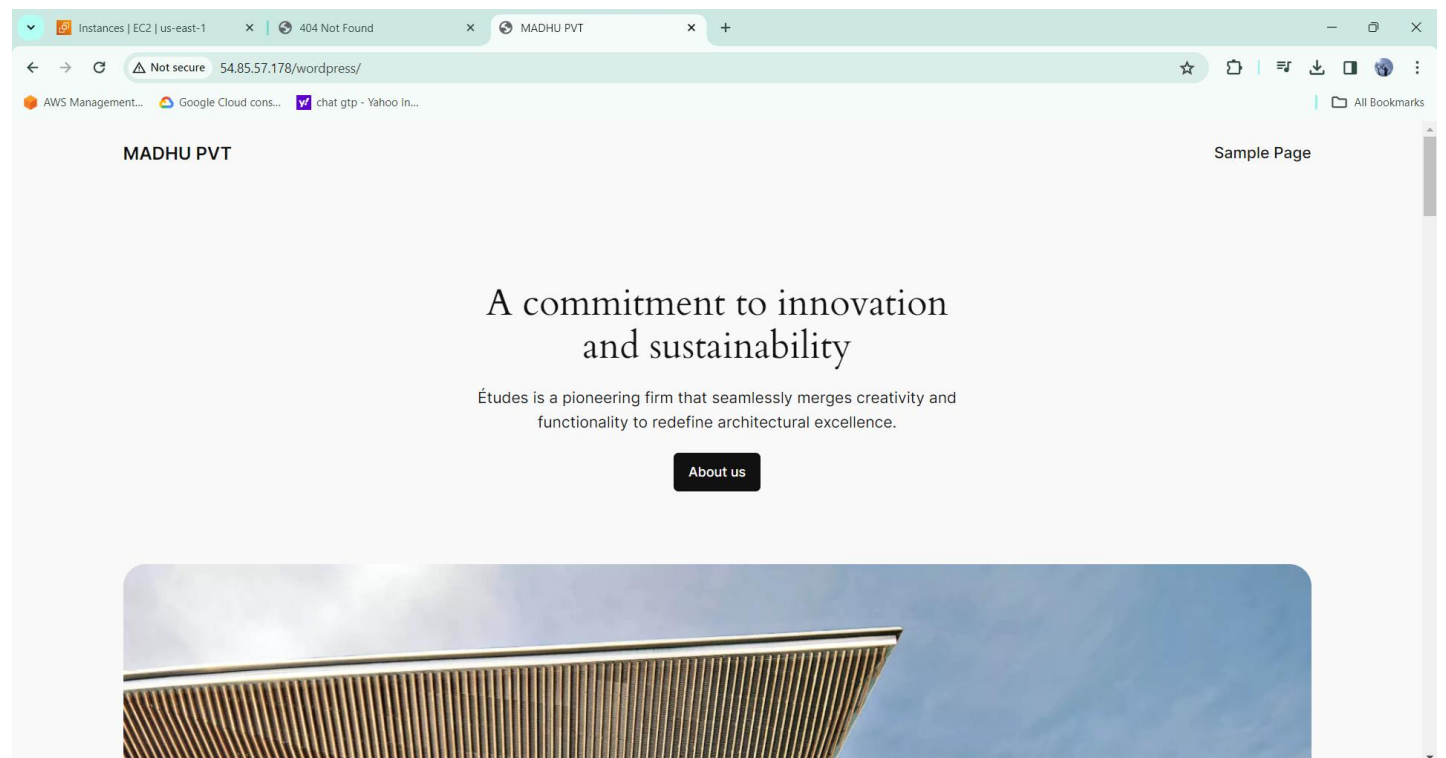 Instances | EC2 | us-east-1
404 Not Found
MADHU PVT
Not secure
54.85.57.178/wordpress/
AWS Management...
Google Cloud cons...
chat gtp - Yahoo In...
All Bookmarks
MADHU PVT
Sample Page
A commitment to innovation
and sustainability
Études is a pioneering firm that seamlessly merges creativity and
functionality to redefine architectural excellence.
About us